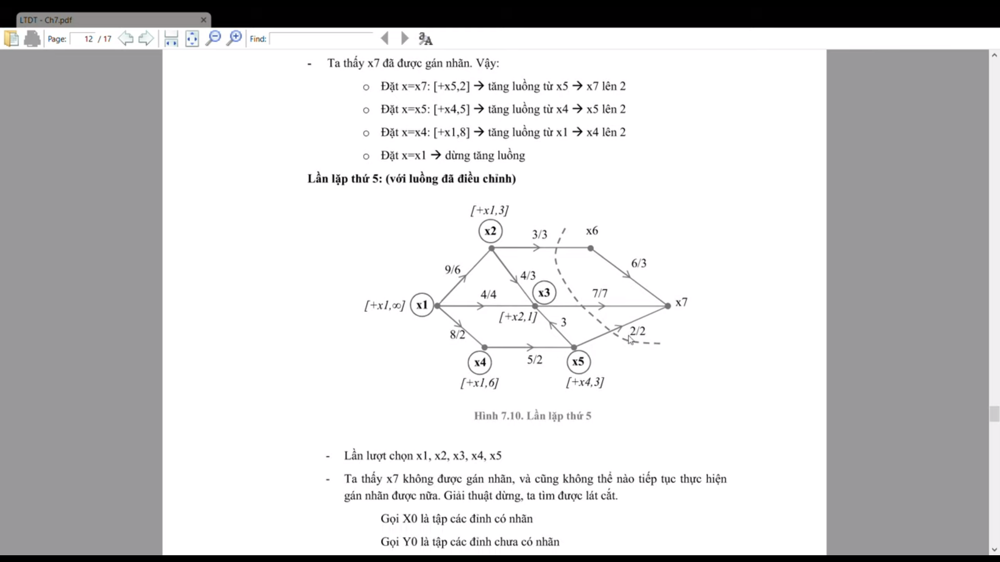 LTDT - Ch7.pdf
Page: 12 / 17 Find:
- Ta thấy x7 đã được gán nhãn. Vậy:
o Đặt x=x7: [+x5,2] → tăng luồng từ x5 → x7 lên 2
o Đặt x=x5: [+x4,5] → tăng luồng từ x4 → x5 lên 2
o Đặt x=x4: [+x1,8] → tăng luồng từ x1 → x4 lên 2
o Đặt x=x1 → dừng tăng luồng
Lần lặp thứ 5: (với luồng đã điều chỉnh)
[+x1,3]
x2 3/3 x6
9/6 4/3 6/3
4/4 x3 7/7
[+x1,∞] x1 x7
[+x2,1] 3
8/2 2/2
x4 5/2 x5
[+x1,6] [+x4,3]
Hình 7.10. Lần lặp thứ 5
- Lần lượt chọn x1, x2, x3, x4, x5
- Ta thấy x7 không được gán nhãn, và cũng không thể nào tiếp tục thực hiện
gán nhãn được nữa. Giải thuật dừng, ta tìm được lát cắt.
Gọi X0 là tập các đỉnh có nhãn
Gọi Y0 là tập các đỉnh chưa có nhãn